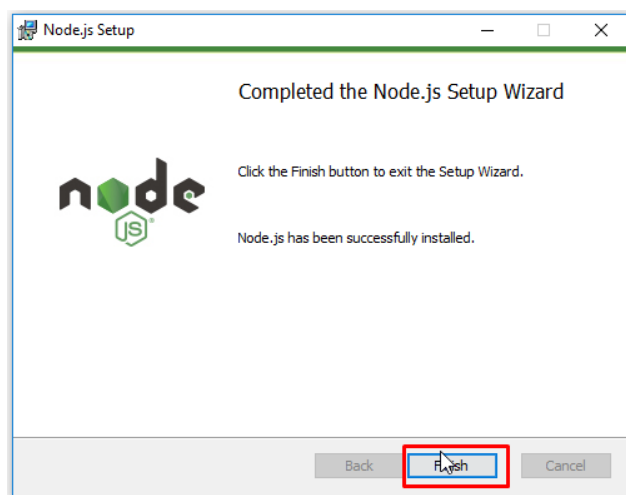 Node.js Setup
Completed the Node.js Setup Wizard
Click the Finish button to exit the Setup Wizard.
node
JS
Node.js has been successfully installed.
Back Finish Cancel